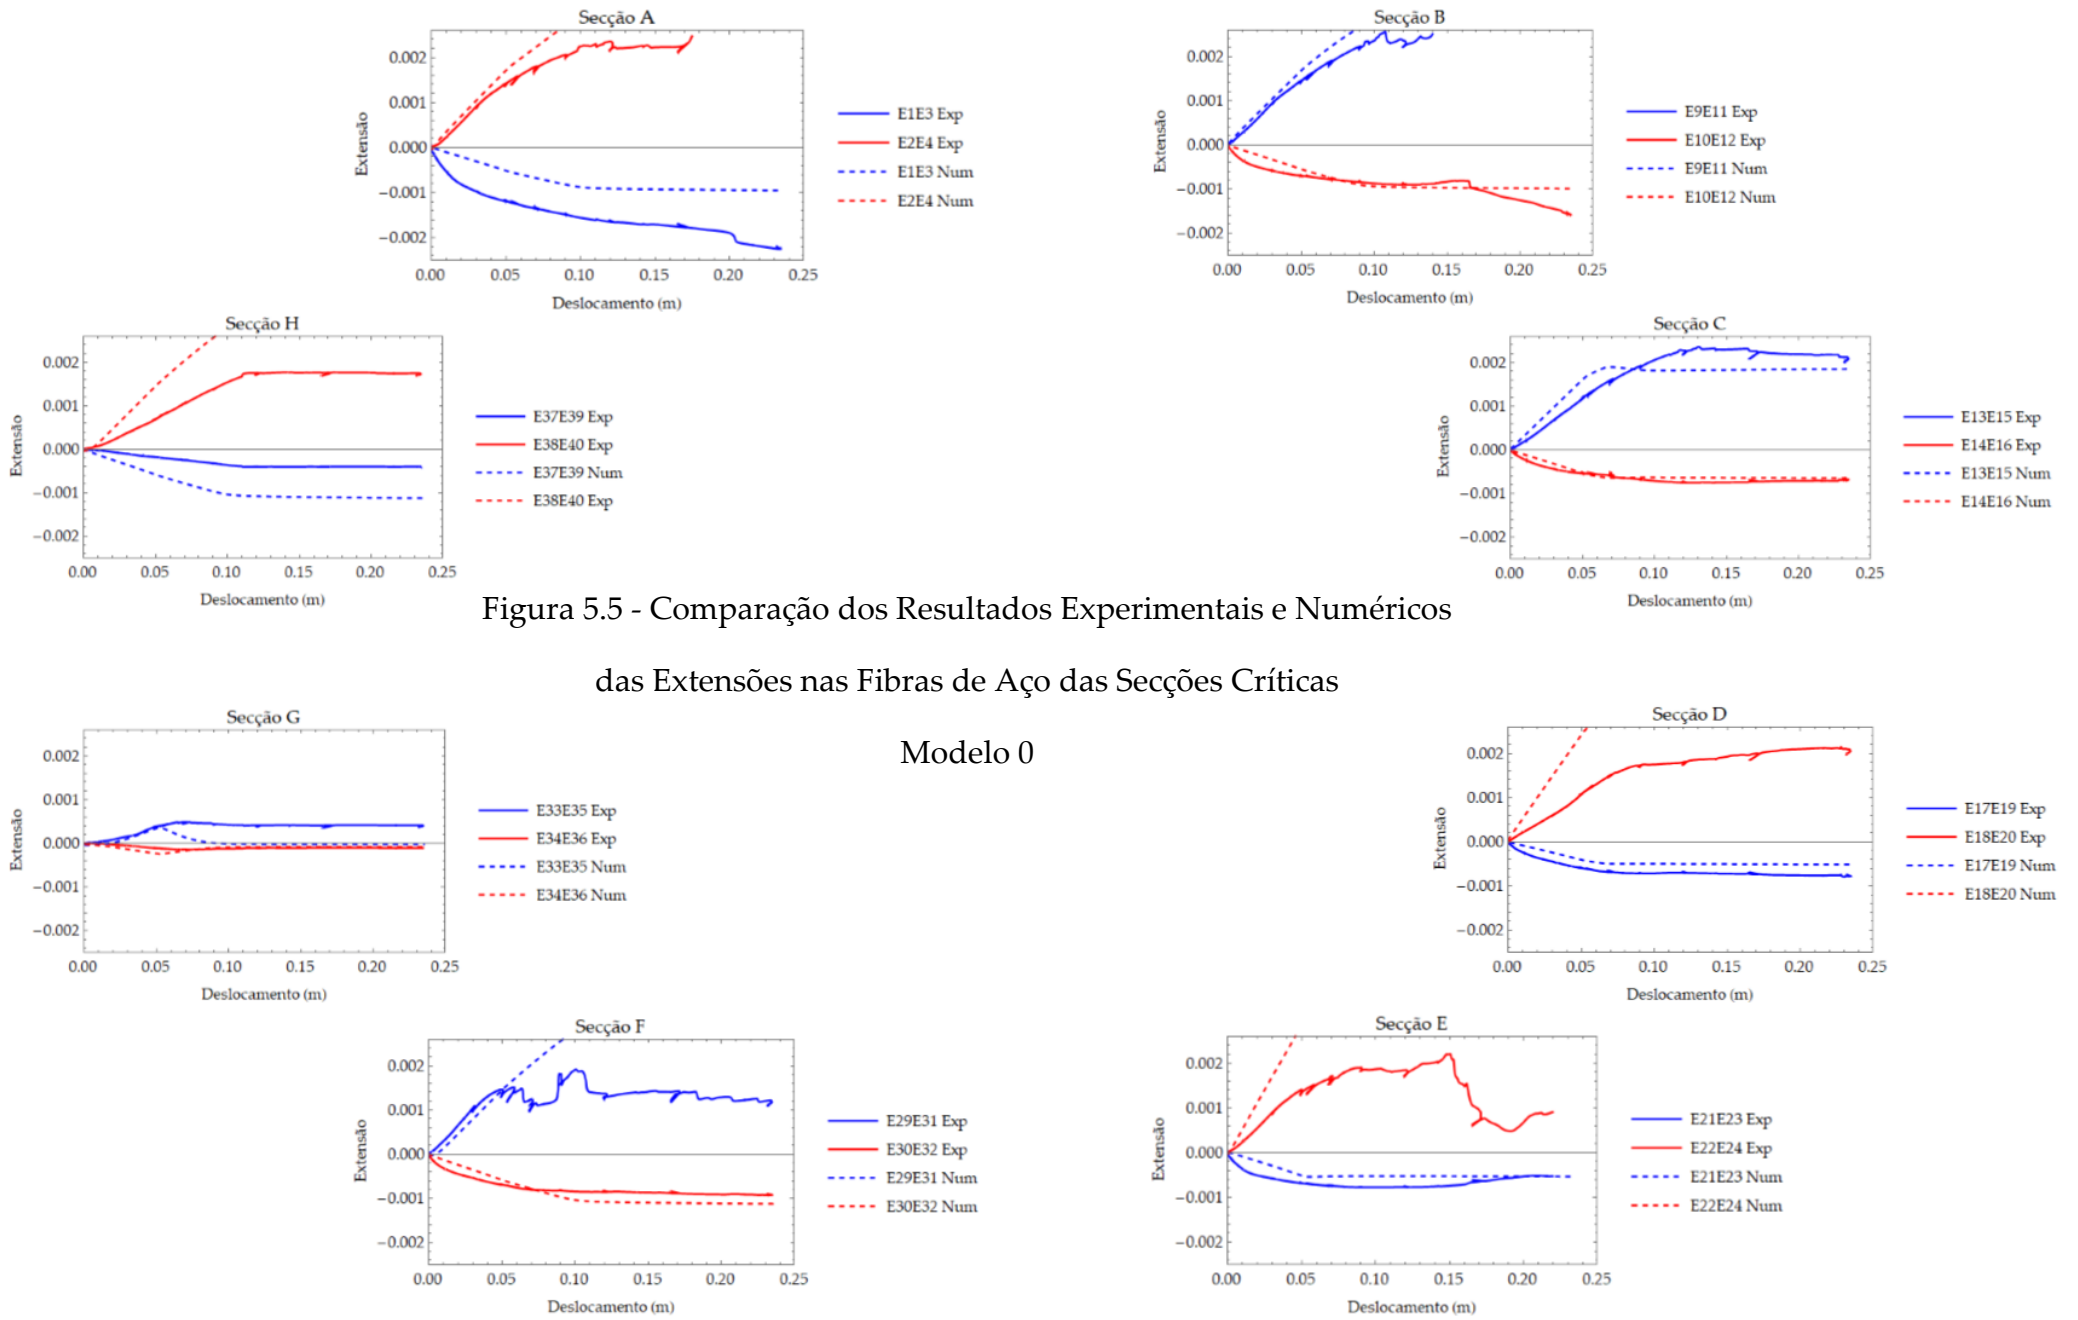 Secção A
0.002
0.001
0.000
−0.001
−0.002
Extensão
0.00 0.05 0.10 0.15 0.20 0.25
Deslocamento (m)
E1E3 Exp
E2E4 Exp
E1E3 Num
E2E4 Num
Secção B
0.002
0.001
0.000
−0.001
−0.002
Extensão
0.00 0.05 0.10 0.15 0.20 0.25
Deslocamento (m)
E9E11 Exp
E10E12 Exp
E9E11 Num
E10E12 Num
Secção H
0.002
0.001
0.000
−0.001
−0.002
Extensão
0.00 0.05 0.10 0.15 0.20 0.25
Deslocamento (m)
E37E39 Exp
E38E40 Exp
E37E39 Num
E38E40 Exp
Secção C
0.002
0.001
0.000
−0.001
−0.002
Extensão
0.00 0.05 0.10 0.15 0.20 0.25
Deslocamento (m)
E13E15 Exp
E14E16 Exp
E13E15 Num
E14E16 Num
Figura 5.5 - Comparação dos Resultados Experimentais e Numéricos
das Extensões nas Fibras de Aço das Secções Críticas
Modelo 0
Secção G
0.002
0.001
0.000
−0.001
−0.002
Extensão
0.00 0.05 0.10 0.15 0.20 0.25
Deslocamento (m)
E33E35 Exp
E34E36 Exp
E33E35 Num
E34E36 Num
Secção D
0.002
0.001
0.000
−0.001
−0.002
Extensão
0.00 0.05 0.10 0.15 0.20 0.25
Deslocamento (m)
E17E19 Exp
E18E20 Exp
E17E19 Num
E18E20 Num
Secção F
0.002
0.001
0.000
−0.001
−0.002
Extensão
0.00 0.05 0.10 0.15 0.20 0.25
Deslocamento (m)
E29E31 Exp
E30E32 Exp
E29E31 Num
E30E32 Num
Secção E
0.002
0.001
0.000
−0.001
−0.002
Extensão
0.00 0.05 0.10 0.15 0.20 0.25
Deslocamento (m)
E21E23 Exp
E22E24 Exp
E21E23 Num
E22E24 Num